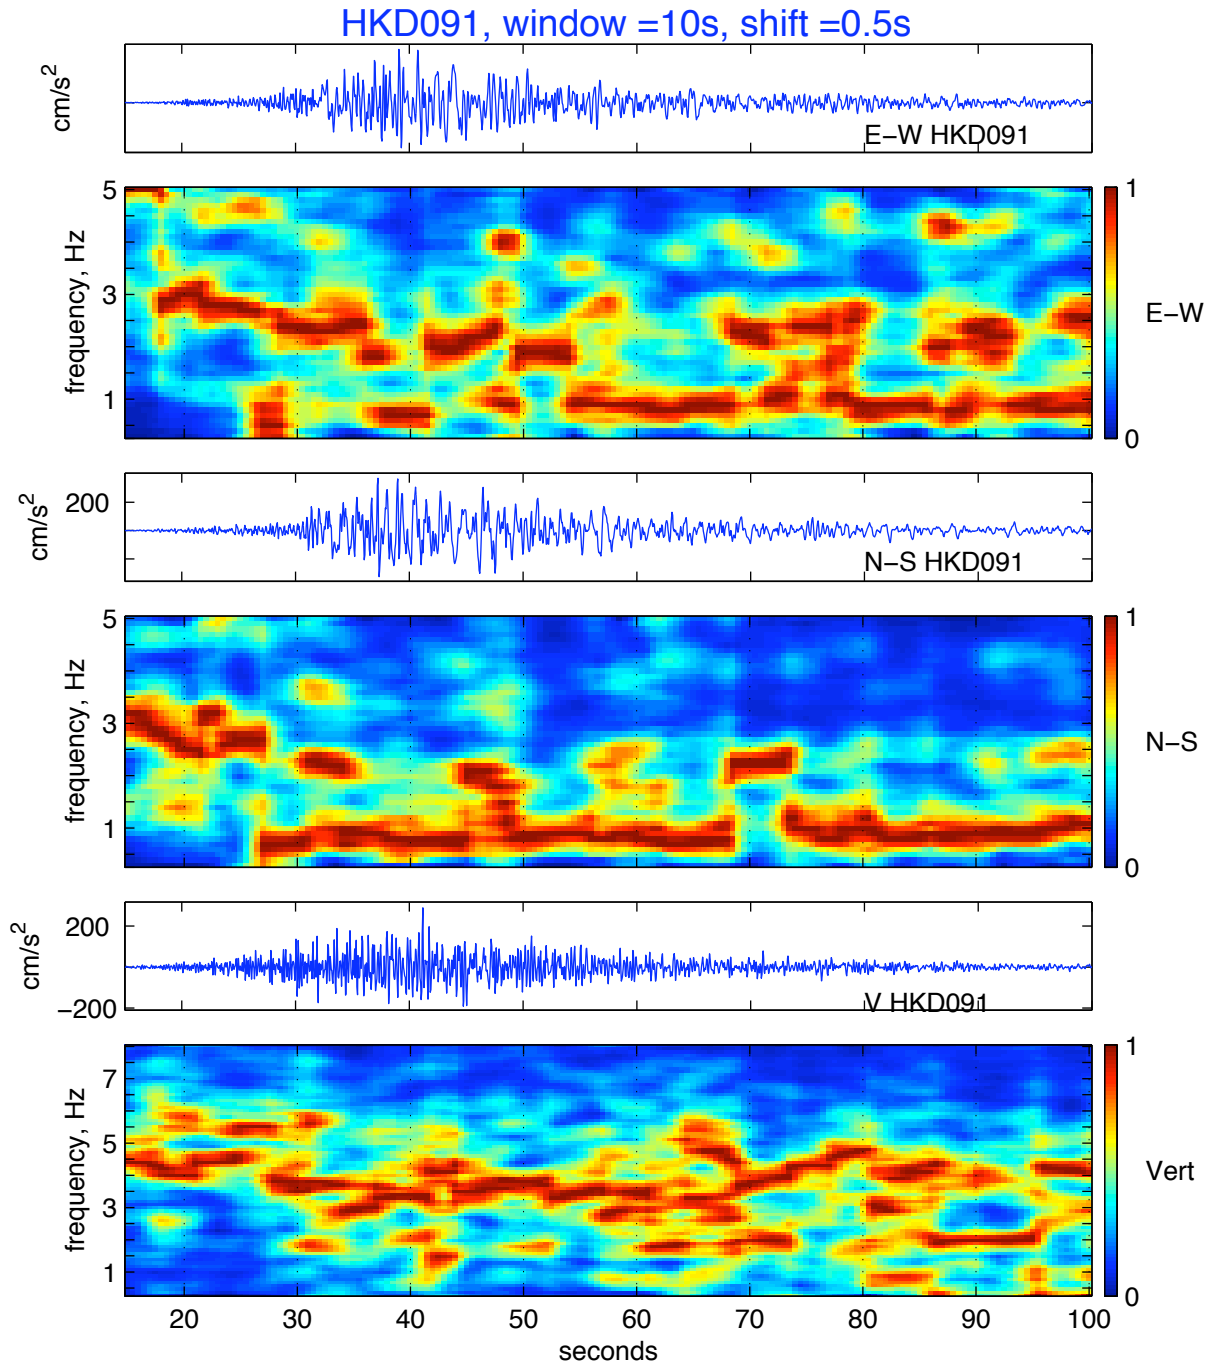 HKD091, window =10s, shift =0.5s
cm/s²
E−W HKD091
5
3
1
frequency, Hz
1
0
E−W
200
cm/s²
N−S HKD091
5
3
1
frequency, Hz
1
0
N−S
200
−200
cm/s²
V HKD091
7
5
3
1
frequency, Hz
1
0
Vert
20 30 40 50 60 70 80 90 100
seconds